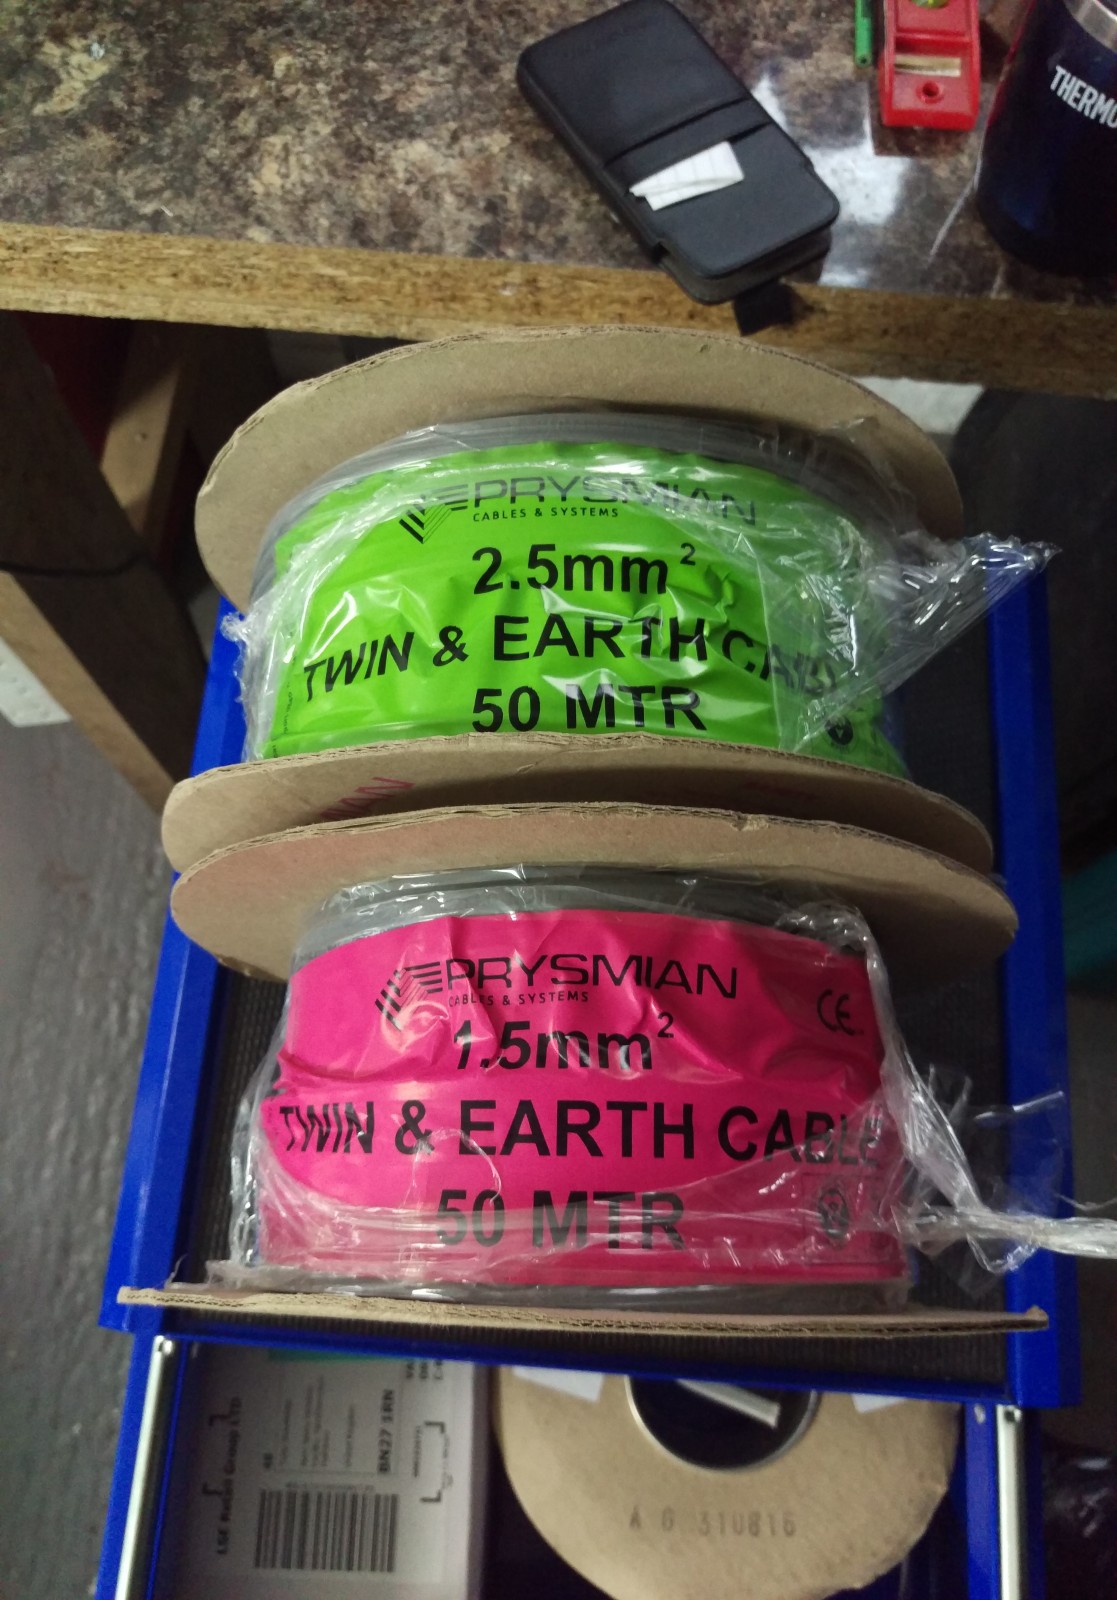 THERMO
PRYSMIAN
CABLES & SYSTEMS
2.5mm²
TWIN & EARTH CABLE
50 MTR
PRYSMIAN
CABLES & SYSTEMS
CE
1.5mm²
TWIN & EARTH CABLE
50 MTR
BN27 3RN
A G 310816